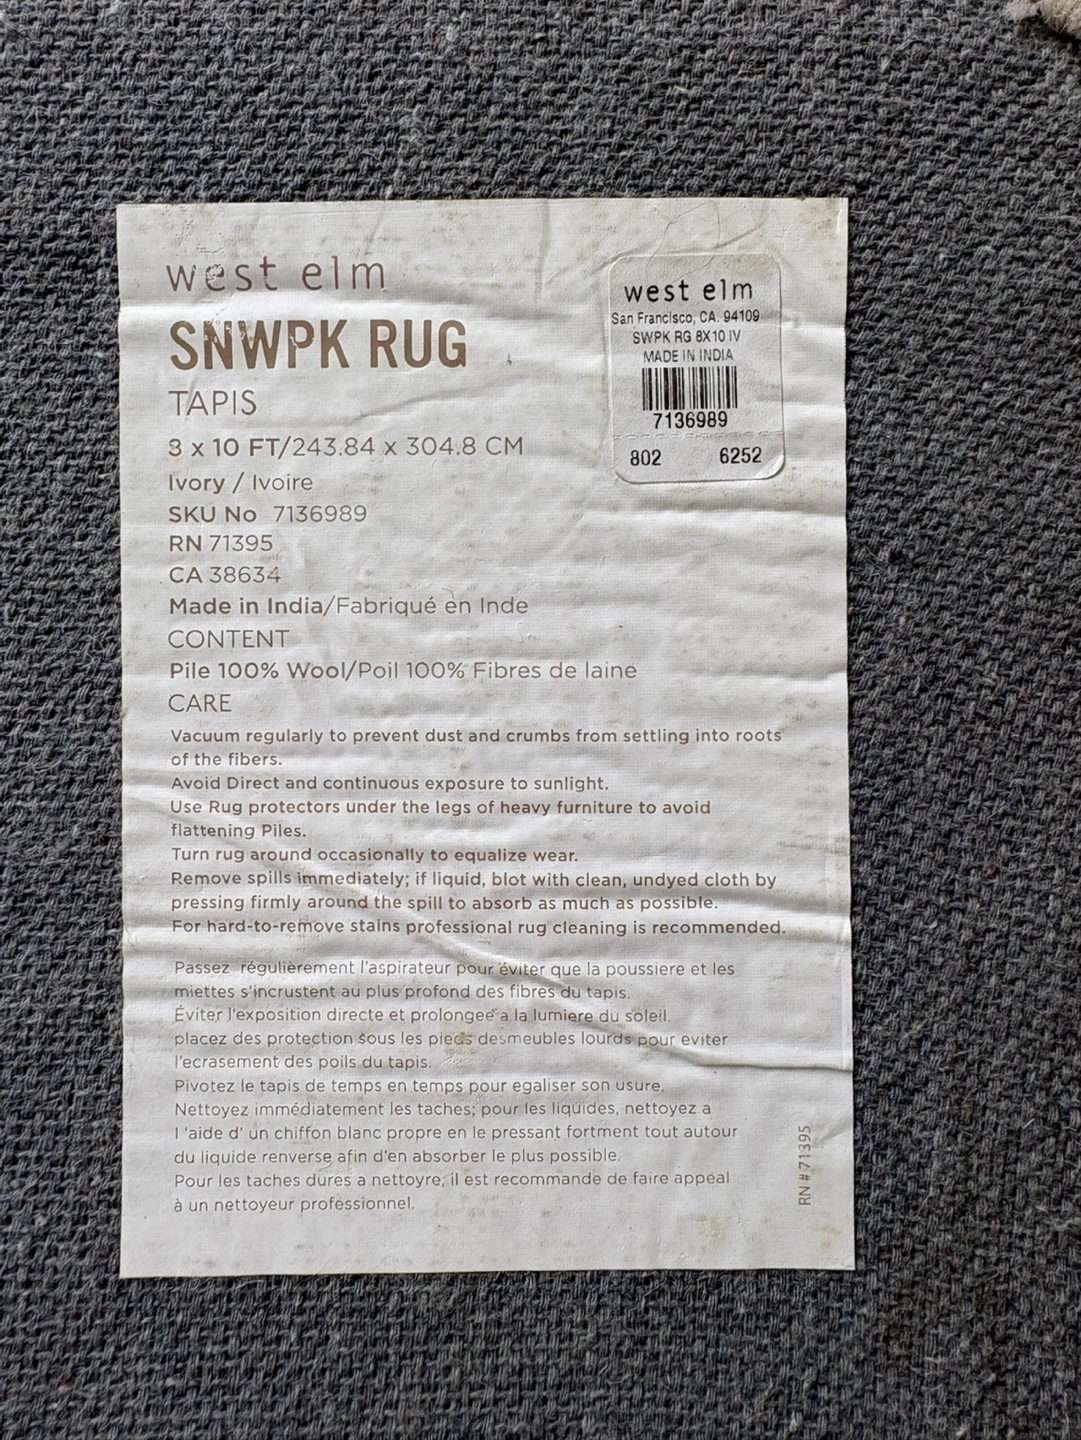 west elm
SNWPK RUG
TAPIS
8 x 10 FT/243.84 x 304.8 CM
Ivory / Ivoire
SKU No 7136989
RN 71395
CA 38634
Made in India/Fabriqué en Inde
CONTENT
Pile 100% Wool/Poil 100% Fibres de laine
CARE
Vacuum regularly to prevent dust and crumbs from settling into roots
of the fibers.
Avoid Direct and continuous exposure to sunlight.
Use Rug protectors under the legs of heavy furniture to avoid
flattening Piles.
Turn rug around occasionally to equalize wear.
Remove spills immediately; if liquid, blot with clean, undyed cloth by
pressing firmly around the spill to absorb as much as possible.
For hard-to-remove stains professional rug cleaning is recommended.
Passez régulièrement l'aspirateur pour éviter que la poussiere et les
miettes s'incrustent au plus profond des fibres du tapis.
Éviter l'exposition directe et prolongee a la lumiere du soleil.
placez des protection sous les pieds desmeubles lourds pour eviter
l'ecrasement des poils du tapis.
Pivotez le tapis de temps en temps pour egaliser son usure.
Nettoyez immédiatement les taches; pour les liquides, nettoyez a
l 'aide d' un chiffon blanc propre en le pressant fortment tout autour
du liquide renverse afin d'en absorber le plus possible.
Pour les taches dures a nettoyre, il est recommande de faire appeal
à un nettoyeur professionnel.
RN # 71395
west elm
San Francisco, CA. 94109
SWPK RG 8X10 IV
MADE IN INDIA
7136989
802 6252